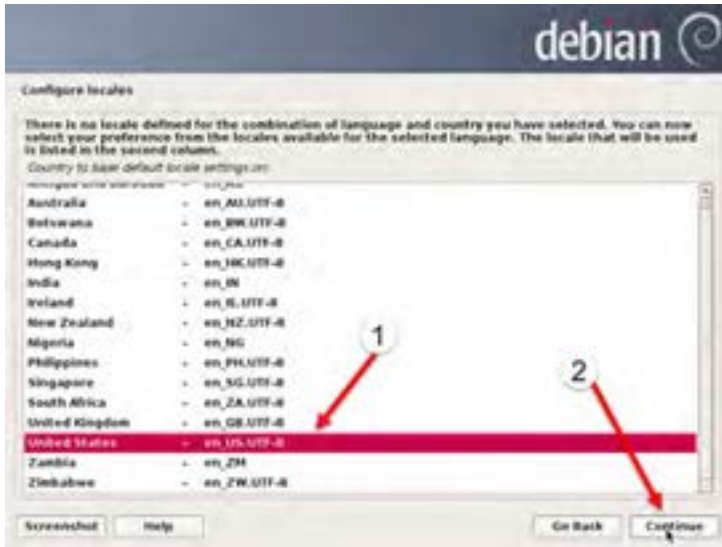 debian
Configure locales
There is no locale defined for the combination of language and country you have selected. You can now
select your preference from the locales available for the selected language. The locale that will be used
is listed in the second column.
Country to base default locale settings on:
Australia - en_AU.UTF-8
Botswana - en_BW.UTF-8
Canada - en_CA.UTF-8
Hong Kong - en_HK.UTF-8
India - en_IN
Ireland - en_IE.UTF-8
New Zealand - en_NZ.UTF-8
Nigeria - en_NG
Philippines - en_PH.UTF-8
Singapore - en_SG.UTF-8
South Africa - en_ZA.UTF-8
United Kingdom - en_GB.UTF-8
United States - en_US.UTF-8
Zambia - en_ZM
Zimbabwe - en_ZW.UTF-8
1
2
Screenshot
Help
Go Back
Continue